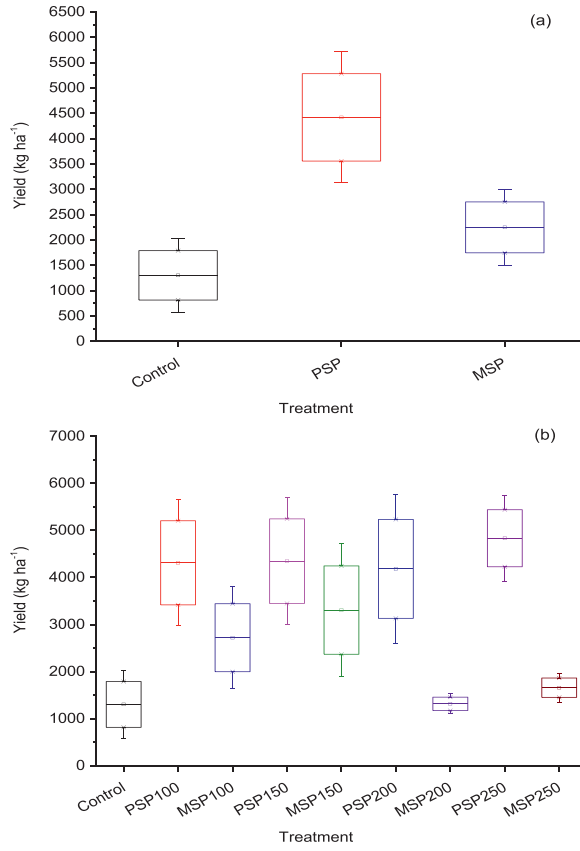 (a)
6500
6000
5500
5000
4500
4000
3500
3000
2500
2000
1500
1000
500
0
Yield (kg ha⁻¹)
Control
PSP
MSP
Treatment
(b)
7000
6000
5000
4000
3000
2000
1000
0
Yield (kg ha⁻¹)
Control
PSP100
MSP100
PSP150
MSP150
PSP200
MSP200
PSP250
MSP250
Treatment